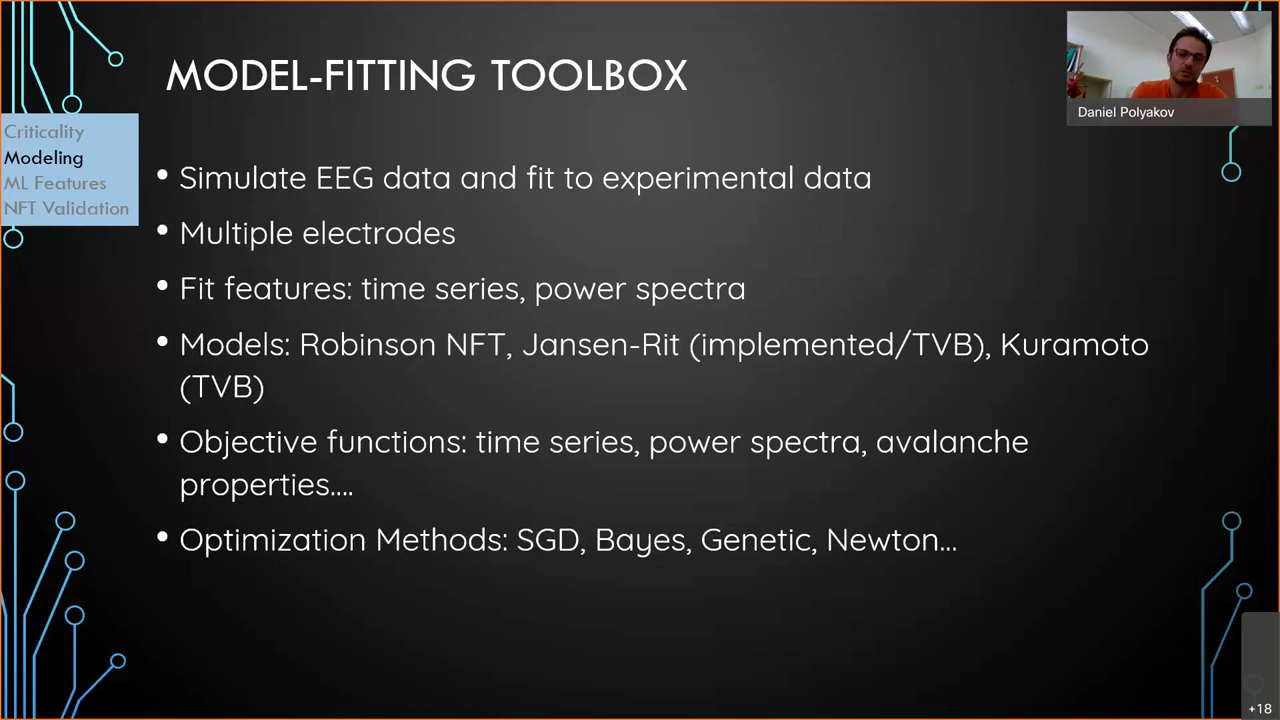 MODEL-FITTING TOOLBOX
Daniel Polyakov
Criticality
Modeling
ML Features
NFT Validation
• Simulate EEG data and fit to experimental data
• Multiple electrodes
• Fit features: time series, power spectra
• Models: Robinson NFT, Jansen-Rit (implemented/TVB), Kuramoto
(TVB)
• Objective functions: time series, power spectra, avalanche
properties....
• Optimization Methods: SGD, Bayes, Genetic, Newton...
+18